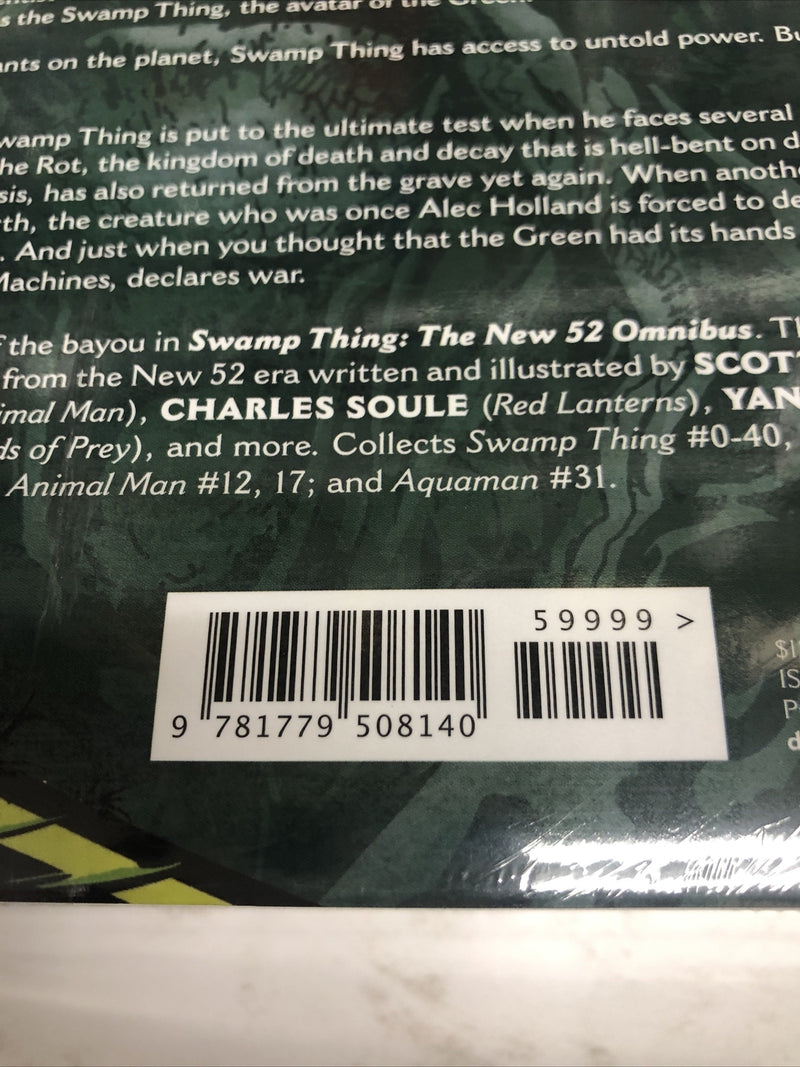 s the Swamp Thing, the avatar of the Green.
nts on the planet, Swamp Thing has access to untold power. Bu
wamp Thing is put to the ultimate test when he faces several
he Rot, the kingdom of death and decay that is hell-bent on d
sis, has also returned from the grave yet again. When anothe
rth, the creature who was once Alec Holland is forced to de
. And just when you thought that the Green had its hands
Machines, declares war.
f the bayou in Swamp Thing: The New 52 Omnibus. Th
from the New 52 era written and illustrated by SCOTT
imal Man), CHARLES SOULE (Red Lanterns), YAN
ds of Prey), and more. Collects Swamp Thing #0-40,
Animal Man #12, 17; and Aquaman #31.
59999 >
9 781779 508140
$1
IS
P
d